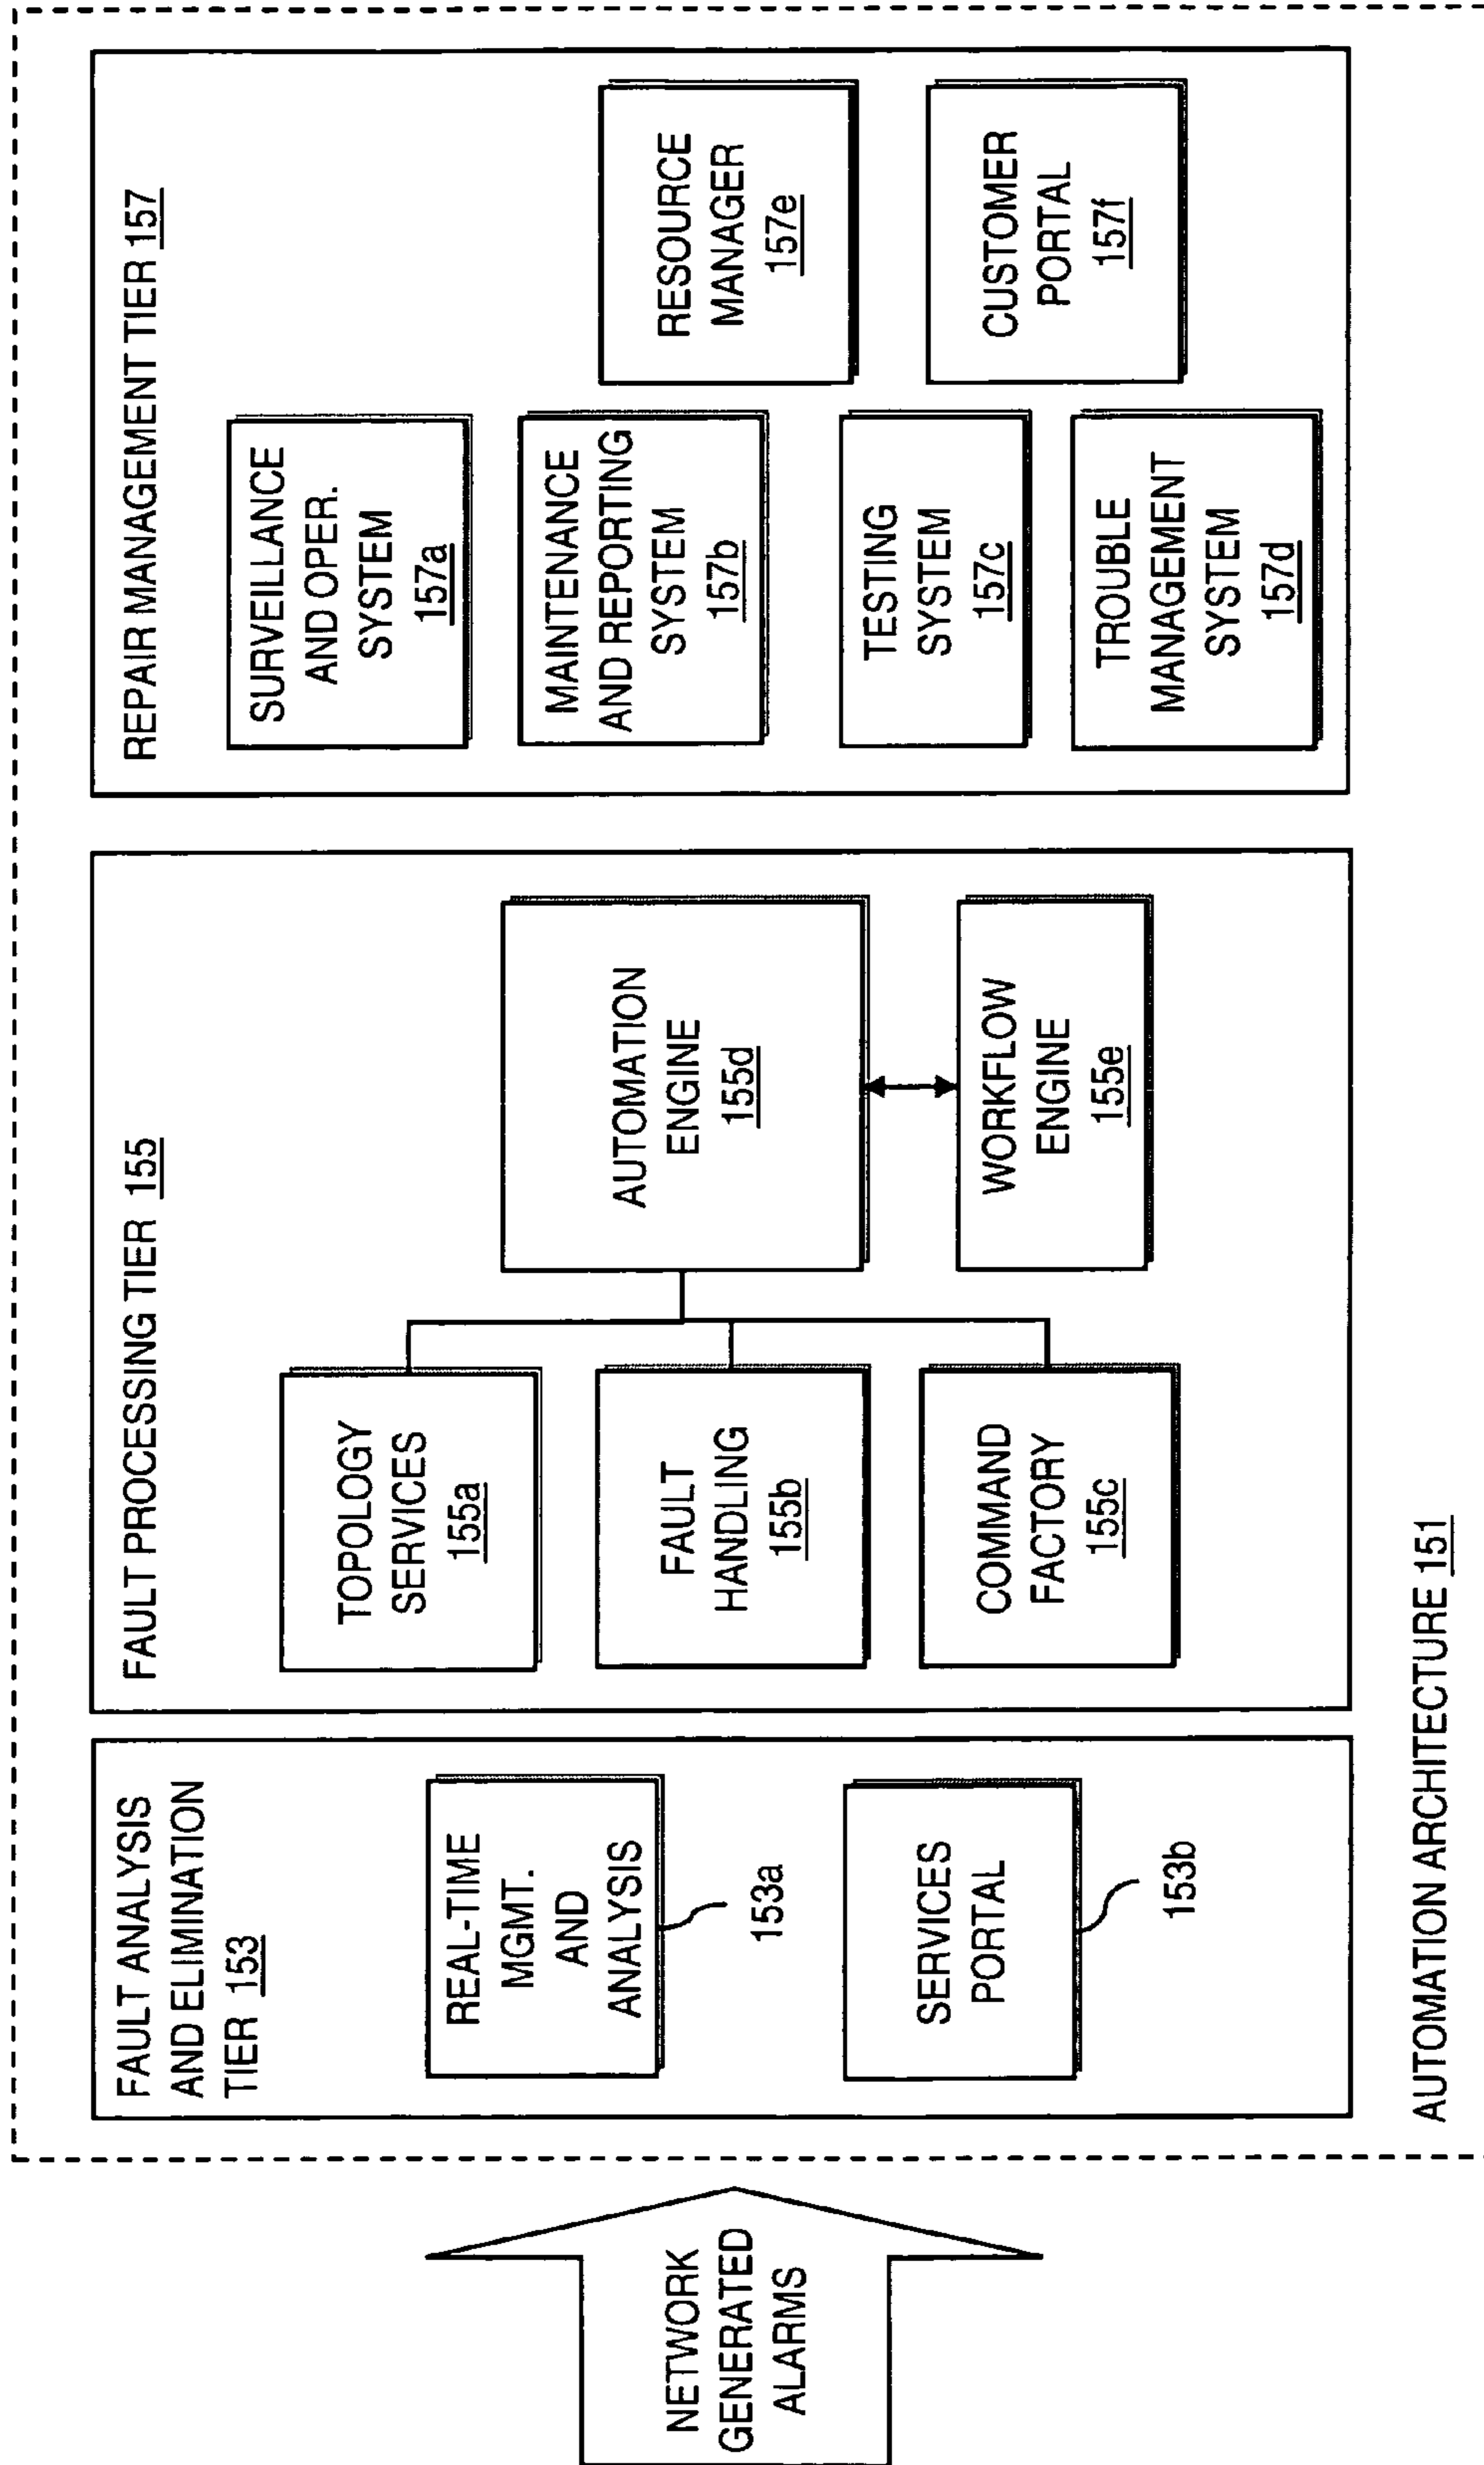 NETWORK
GENERATED
ALARMS
FAULT ANALYSIS
AND ELIMINATION
TIER 153
REAL-TIME
MGMT.
AND
ANALYSIS
153a
SERVICES
PORTAL
153b
FAULT PROCESSING TIER 155
TOPOLOGY
SERVICES
155a
FAULT
HANDLING
155b
COMMAND
FACTORY
155c
AUTOMATION
ENGINE
155d
WORKFLOW
ENGINE
155e
REPAIR MANAGEMENT TIER 157
SURVEILLANCE
AND OPER.
SYSTEM
157a
MAINTENANCE
AND REPORTING
SYSTEM
157b
TESTING
SYSTEM
157c
TROUBLE
MANAGEMENT
SYSTEM
157d
RESOURCE
MANAGER
157e
CUSTOMER
PORTAL
157f
AUTOMATION ARCHITECTURE 151